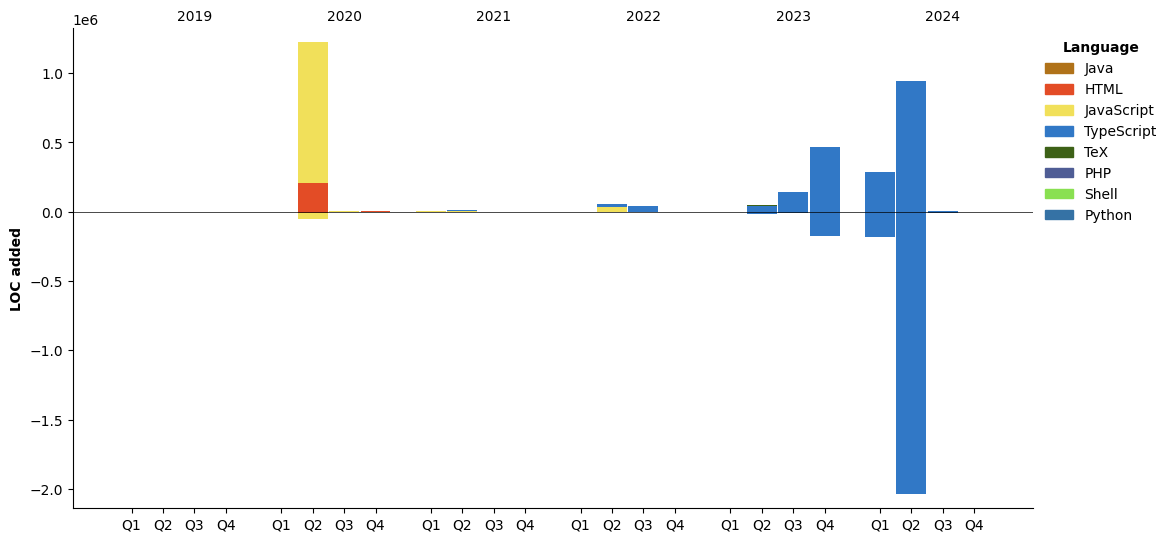 2019 2020 2021 2022 2023 2024
1e6
Language
Java
HTML
JavaScript
TypeScript
TeX
PHP
Shell
Python
LOC added
1.0
0.5
0.0
−0.5
−1.0
−1.5
−2.0
Q1 Q2 Q3 Q4 Q1 Q2 Q3 Q4 Q1 Q2 Q3 Q4 Q1 Q2 Q3 Q4 Q1 Q2 Q3 Q4 Q1 Q2 Q3 Q4